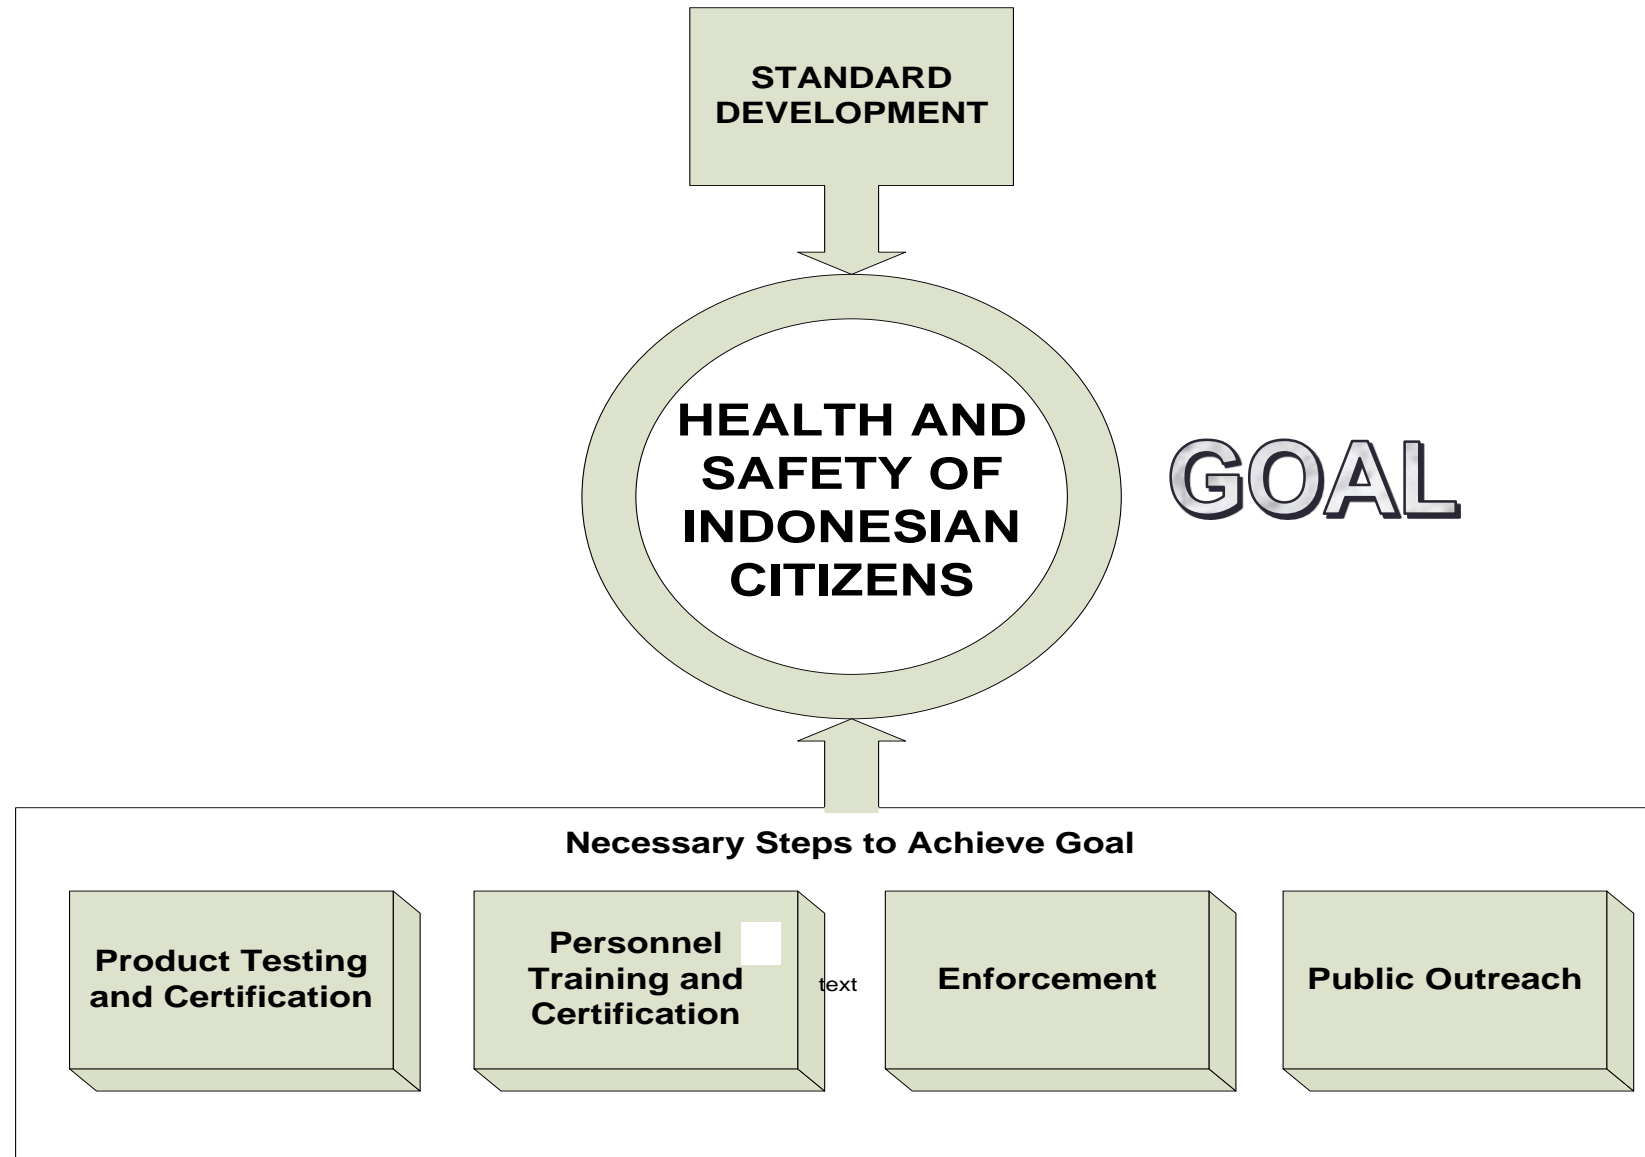 STANDARD
DEVELOPMENT
HEALTH AND
SAFETY OF
INDONESIAN
CITIZENS
GOAL
Necessary Steps to Achieve Goal
Product Testing
and Certification
Personnel
Training and
Certification
text
Enforcement
Public Outreach